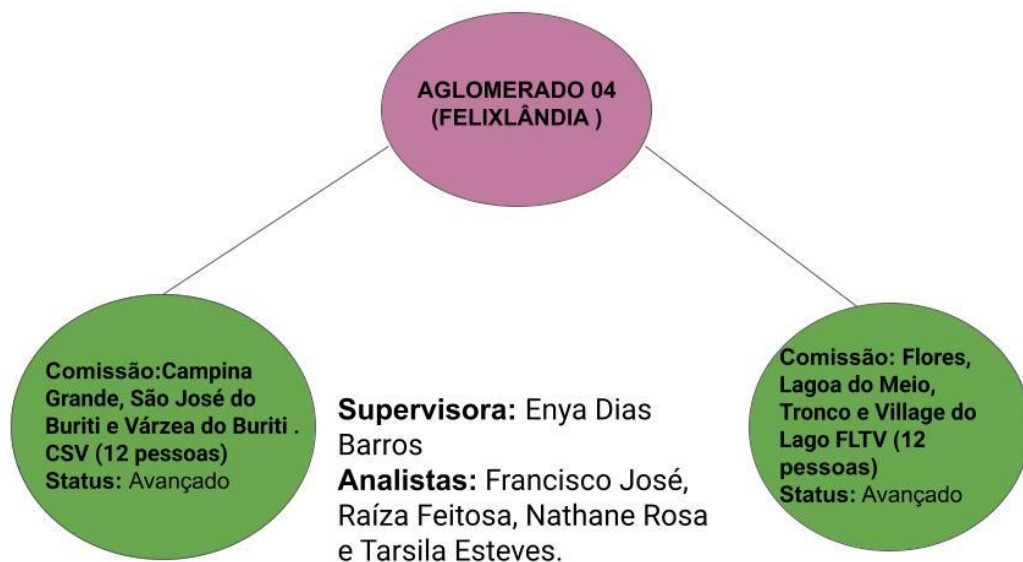 AGLOMERADO 04
(FELIXLÂNDIA )
Comissão:Campina
Grande, São José do
Buriti e Várzea do Buriti .
CSV (12 pessoas)
Status: Avançado
Supervisora: Enya Dias
Barros
Analistas: Francisco José,
Raíza Feitosa, Nathane Rosa
e Tarsila Esteves.
Comissão: Flores,
Lagoa do Meio,
Tronco e Village do
Lago FLTV (12
pessoas)
Status: Avançado